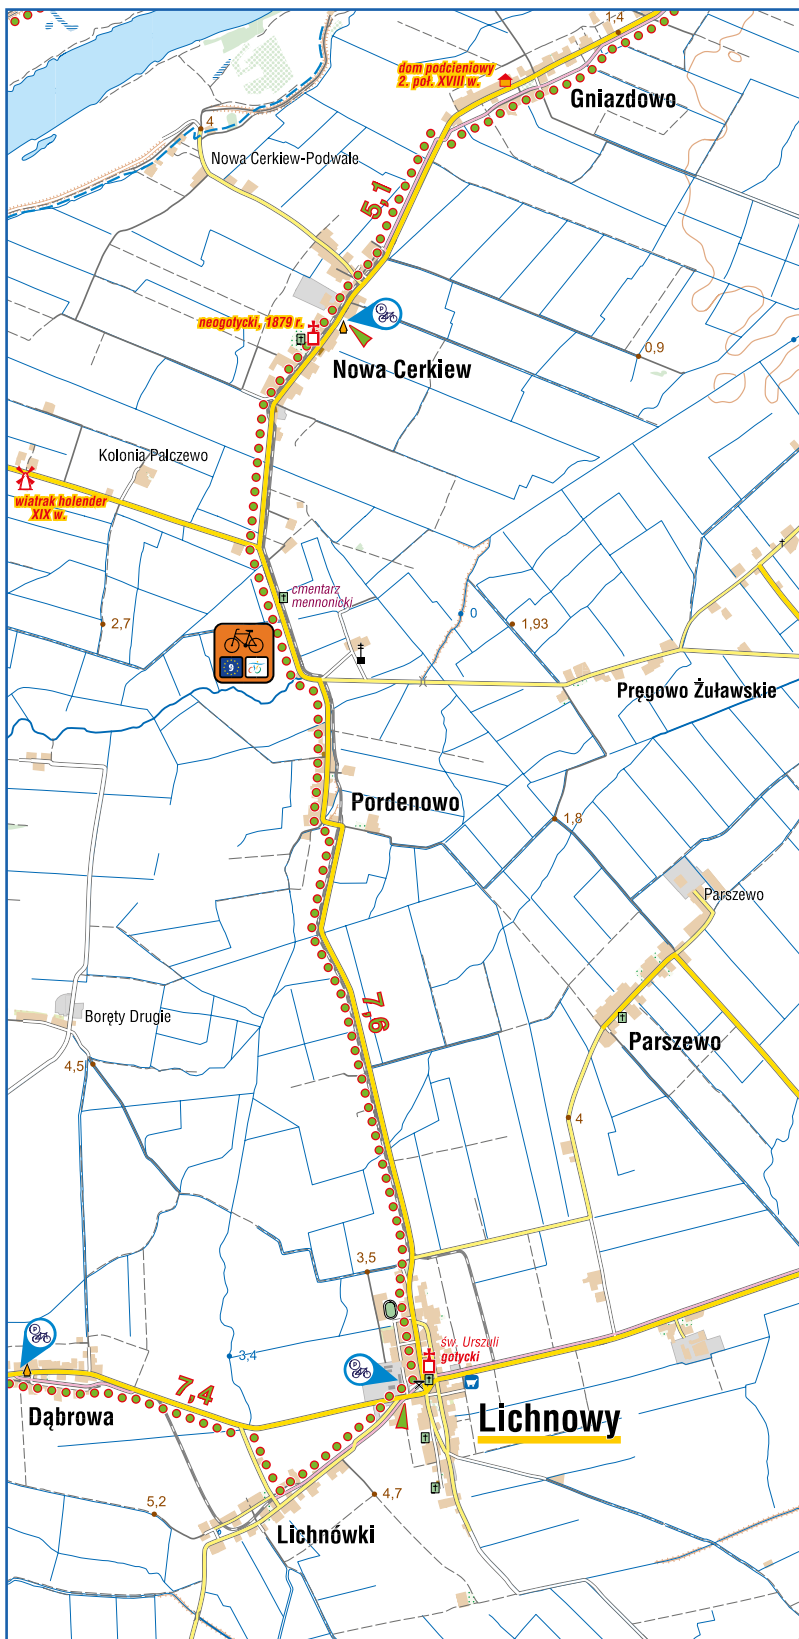 1,4
dom podcieniowy
2. poł. XVIII w.
Gniazdowo
4
Nowa Cerkiew-Podwale
5,1
P
neogotycki, 1879 r.
0,9
Nowa Cerkiew
Kolonia Palczewo
wiatrak holender
XIX w.
cmentarz
mennonicki
2,7
0
1,93
9
Pręgowo Żuławskie
Pordenowo
1,8
Parszewo
7,6
Boręty Drugie
Parszewo
4,5
4
3,5
P
św. Urszuli
gotycki
3,4
P
7,4
Dąbrowa
Lichnowy
5,2
4,7
Lichnówki